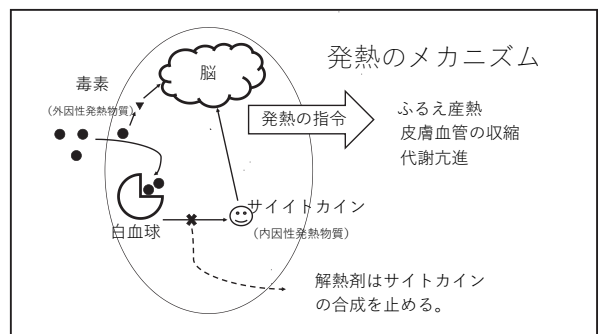 発熱のメカニズム
脳
毒素
(外因性発熱物質)
発熱の指令
ふるえ産熱
皮膚血管の収縮
代謝亢進
サイイトカイン
(内因性発熱物質)
白血球
解熱剤はサイトカイン
の合成を止める。